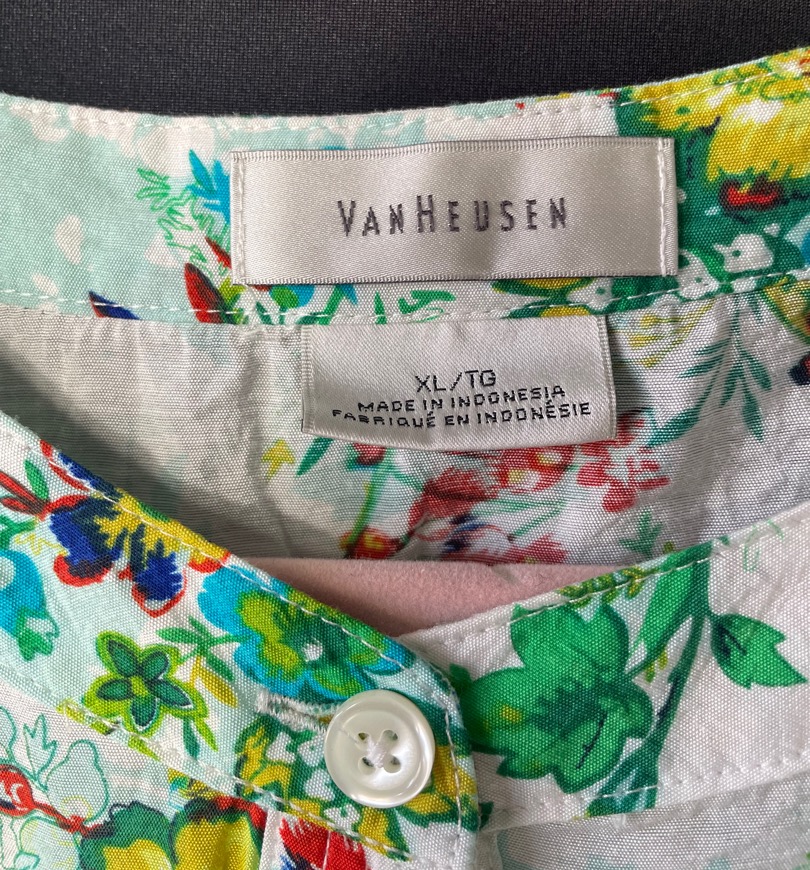 VANHEUSEN
XL/TG
MADE IN INDONESIA
FABRIQUÉ EN INDONÉSIE